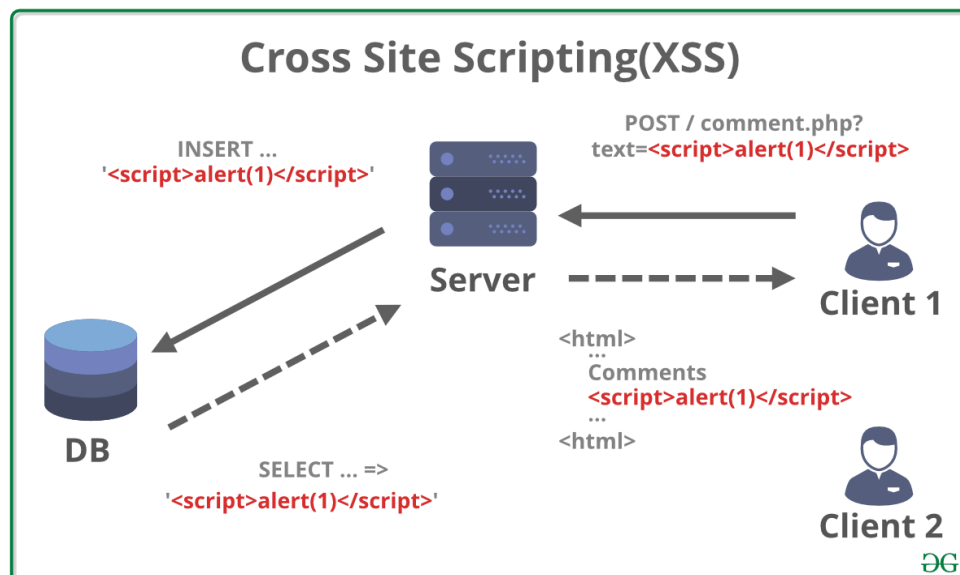 Cross Site Scripting(XSS)
POST / comment.php?
text=<script>alert(1)</script>
INSERT ...
'<script>alert(1)</script>'
Server
Client 1
<html>
...
Comments
<script>alert(1)</script>
...
<html>
DB
SELECT ... =>
'<script>alert(1)</script>'
Client 2